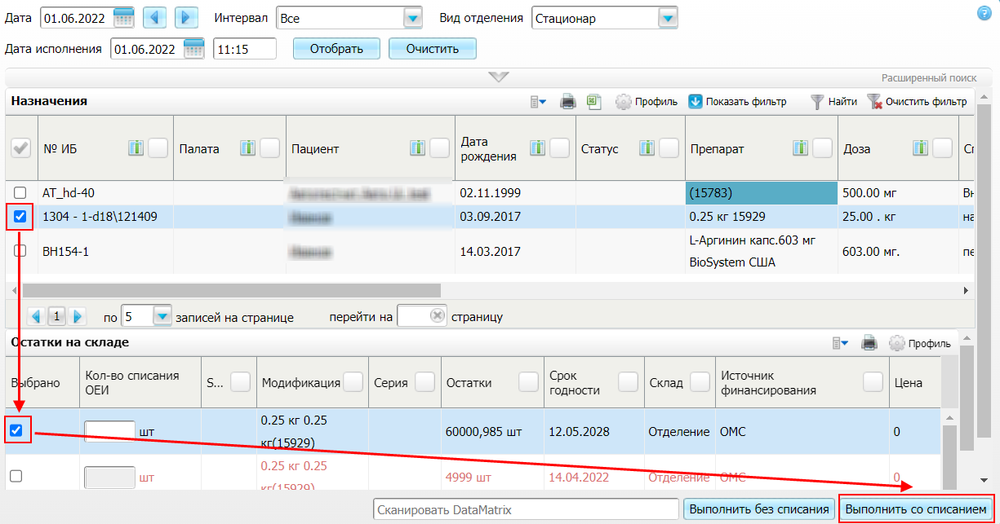 Дата 01.06.2022 Интервал Все Вид отделения Стационар
Дата исполнения 01.06.2022 11:15 Отобрать Очистить
Расширенный поиск
Назначения Профиль Показать фильтр Найти Очистить фильтр
№ ИБ Палата Пациент Дата рождения Статус Препарат Доза Сп
AT_hd-40 02.11.1999 (15783) 500.00 мг Вн
1304 - 1-d18\121409 03.09.2017 0.25 кг 15929 25.00 . кг на
ВН154-1 14.03.2017 L-Аргинин капс.603 мг BioSystem США 603.00 мг. пе
1 по 5 записей на странице перейти на страницу
Остатки на складе Профиль
Выбрано Кол-во списания ОЕИ S... Модификация Серия Остатки Срок годности Склад Источник финансирования Цена
шт 0.25 кг 0.25 кг(15929) 60000,985 шт 12.05.2028 Отделение ОМС 0
шт 0.25 кг 0.25 кг(15929) 4999 шт 14.04.2022 Отделение ОМС 0
Сканировать DataMatrix Выполнить без списания Выполнить со списанием